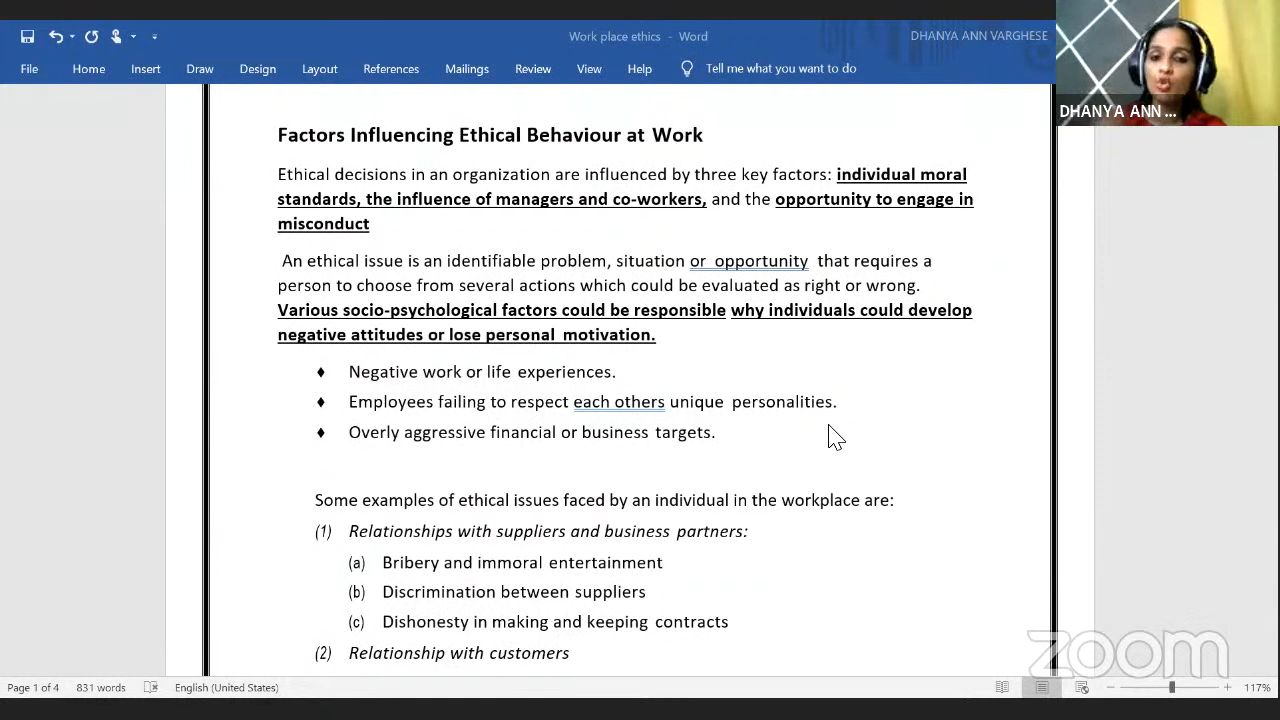 Work place ethics - Word
DHANYA ANN VARGHESE
File Home Insert Draw Design Layout References Mailings Review View Help Tell me what you want to do
DHANYA ANN ...
Factors Influencing Ethical Behaviour at Work
Ethical decisions in an organization are influenced by three key factors: individual moral
standards, the influence of managers and co-workers, and the opportunity to engage in
misconduct
An ethical issue is an identifiable problem, situation or opportunity that requires a
person to choose from several actions which could be evaluated as right or wrong.
Various socio-psychological factors could be responsible why individuals could develop
negative attitudes or lose personal motivation.
♦ Negative work or life experiences.
♦ Employees failing to respect each others unique personalities.
♦ Overly aggressive financial or business targets.
Some examples of ethical issues faced by an individual in the workplace are:
(1) Relationships with suppliers and business partners:
(a) Bribery and immoral entertainment
(b) Discrimination between suppliers
(c) Dishonesty in making and keeping contracts
(2) Relationship with customers
zoom
Page 1 of 4 831 words English (United States) 117%